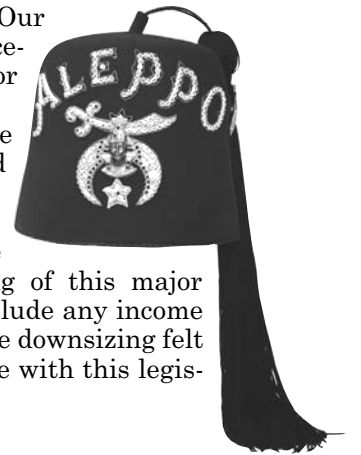 Our
ce-
or
e
d
ALEPPO
g of this major
lude any income
e downsizing felt
e with this legis-